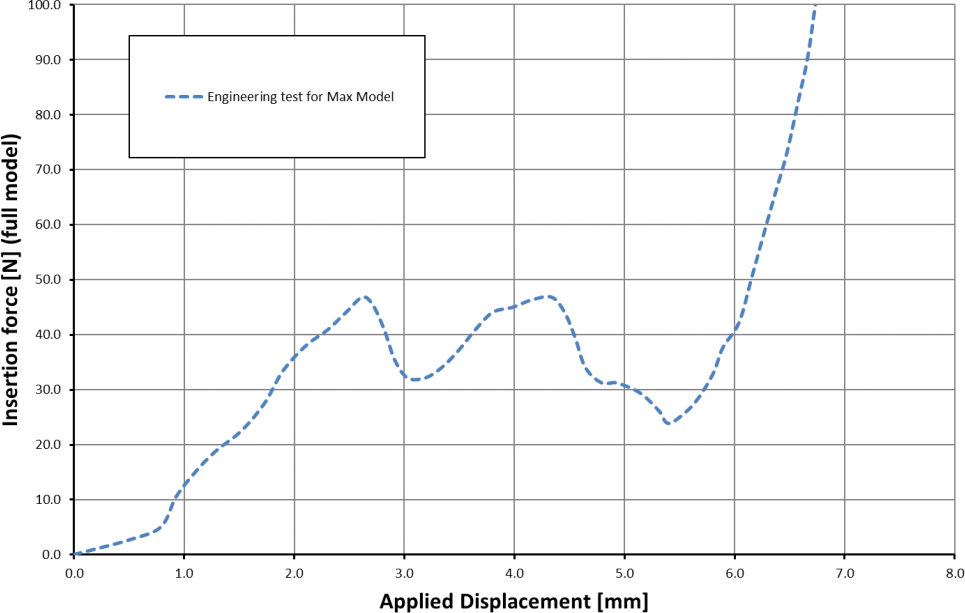 100.0
90.0
80.0
70.0
60.0
50.0
40.0
30.0
20.0
10.0
0.0
Insertion force [N] (full model)
Engineering test for Max Model
0.0 1.0 2.0 3.0 4.0 5.0 6.0 7.0 8.0
Applied Displacement [mm]